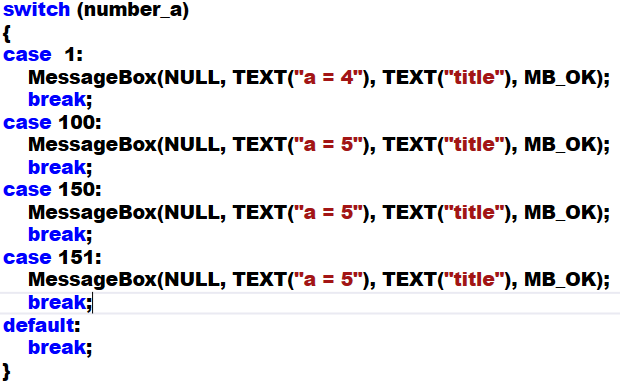 switch (number_a)
{
case  1:
    MessageBox(NULL, TEXT("a = 4"), TEXT("title"), MB_OK);
    break;
case 100:
    MessageBox(NULL, TEXT("a = 5"), TEXT("title"), MB_OK);
    break;
case 150:
    MessageBox(NULL, TEXT("a = 5"), TEXT("title"), MB_OK);
    break;
case 151:
    MessageBox(NULL, TEXT("a = 5"), TEXT("title"), MB_OK);
    break;
default:
    break;
}